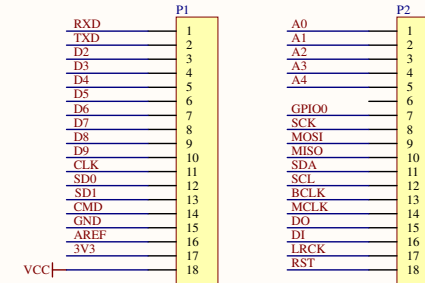 P1
RXD 1
TXD 2
D2 3
D3 4
D4 5
D5 6
D6 7
D7 8
D8 9
D9 10
CLK 11
SD0 12
SD1 13
CMD 14
GND 15
AREF 16
3V3 17
VCC 18
P2
A0 1
A1 2
A2 3
A3 4
A4 5
6
GPIO0 7
SCK 8
MOSI 9
MISO 10
SDA 11
SCL 12
BCLK 13
MCLK 14
DO 15
DI 16
LRCK 17
RST 18